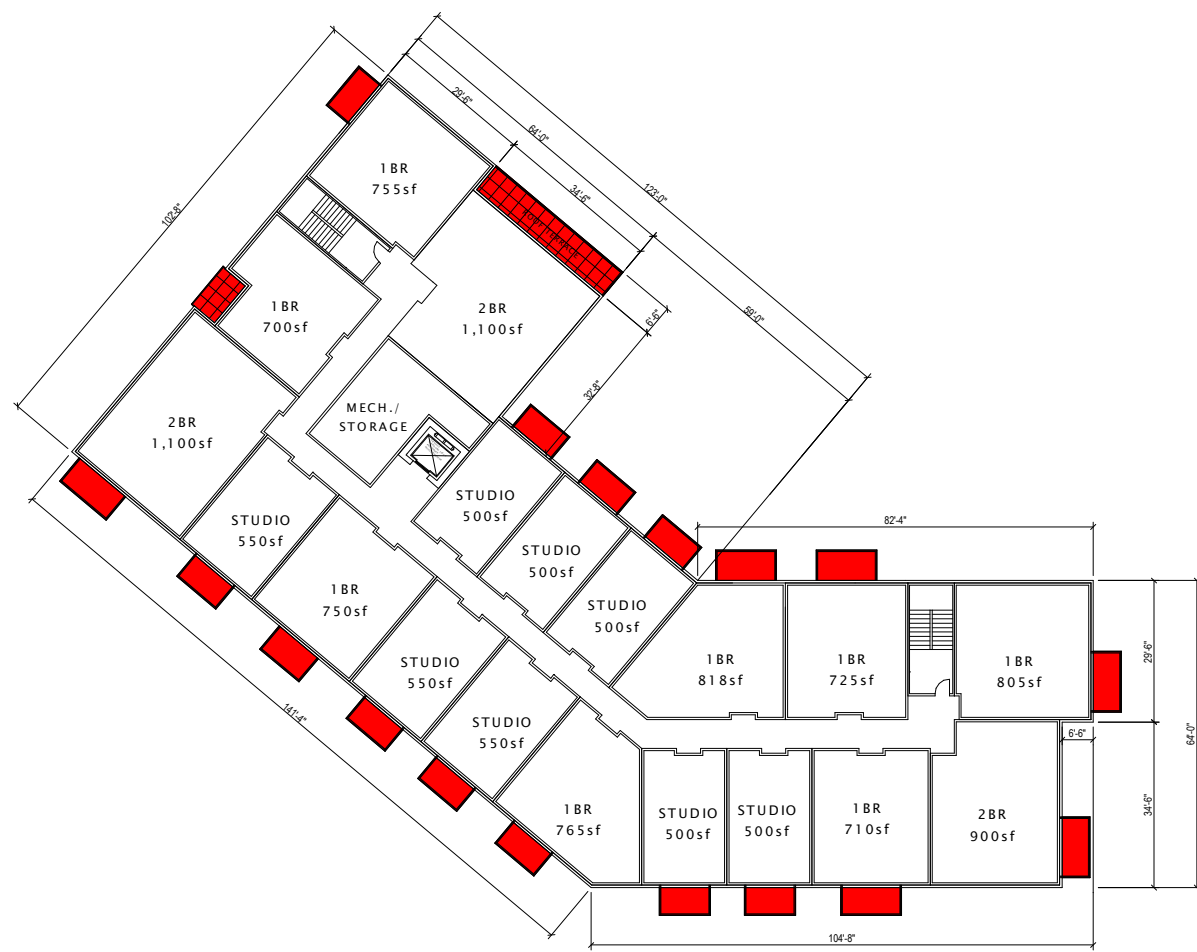 29'-6"
64'-0"
123'-0"
34'-6"
1BR
755sf
102'-8"
ROOF TERRACE
59'-0"
6'-6"
1BR
700sf
2BR
1,100sf
32'-8"
MECH./
STORAGE
2BR
1,100sf
STUDIO
500sf
STUDIO
550sf
82'-4"
STUDIO
500sf
1BR
750sf
STUDIO
500sf
29'-6"
STUDIO
550sf
1BR
818sf
1BR
725sf
1BR
805sf
141'-4"
STUDIO
550sf
6'-6"
64'-0"
1BR
765sf
STUDIO
500sf
STUDIO
500sf
1BR
710sf
2BR
900sf
34'-6"
104'-8"